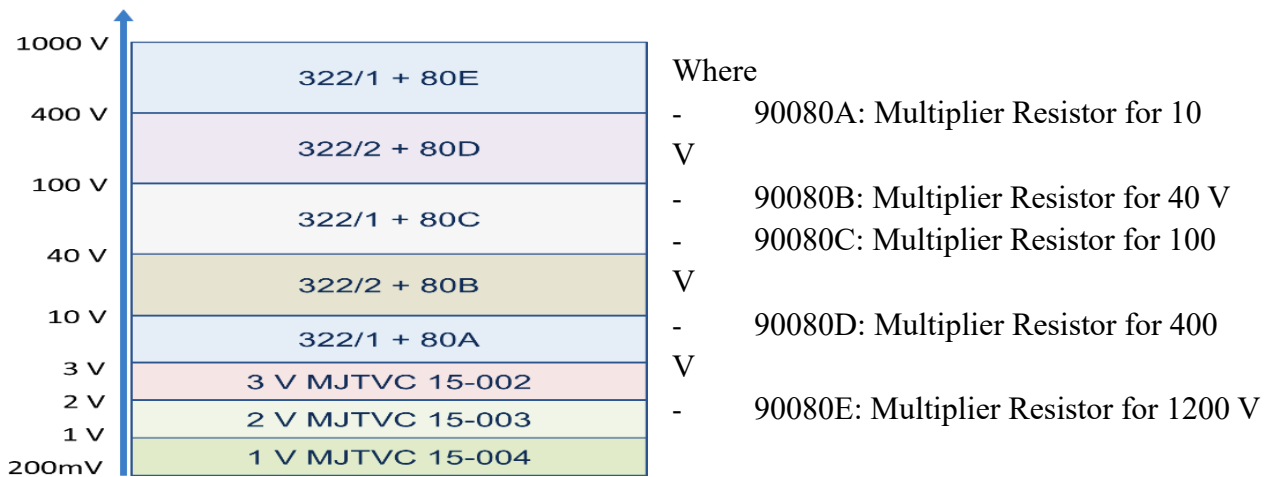 1000 V
322/1 + 80E
400 V
322/2 + 80D
100 V
322/1 + 80C
40 V
322/2 + 80B
10 V
322/1 + 80A
3 V
3 V MJTVC 15-002
2 V
2 V MJTVC 15-003
1 V
1 V MJTVC 15-004
200mV
Where
- 90080A: Multiplier Resistor for 10
V
- 90080B: Multiplier Resistor for 40 V
- 90080C: Multiplier Resistor for 100
V
- 90080D: Multiplier Resistor for 400
V
- 90080E: Multiplier Resistor for 1200 V